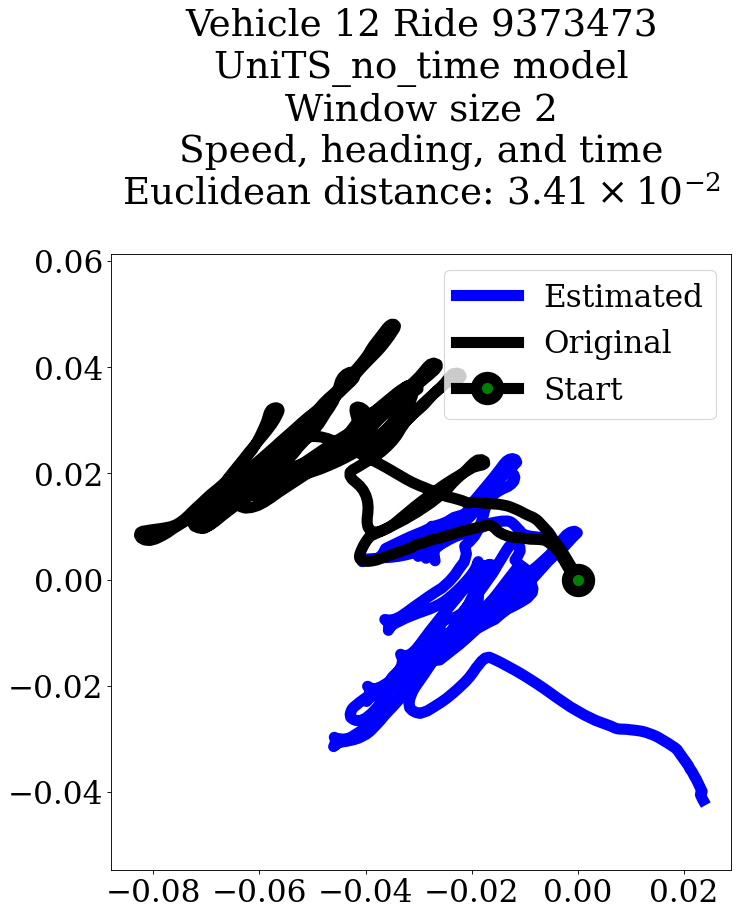 Vehicle 12 Ride 9373473
UniTS_no_time model
Window size 2
Speed, heading, and time
Euclidean distance: 3.41 × 10⁻²
0.06
0.04
0.02
0.00
−0.02
−0.04
Estimated
Original
Start
−0.08 −0.06 −0.04 −0.02 0.00 0.02